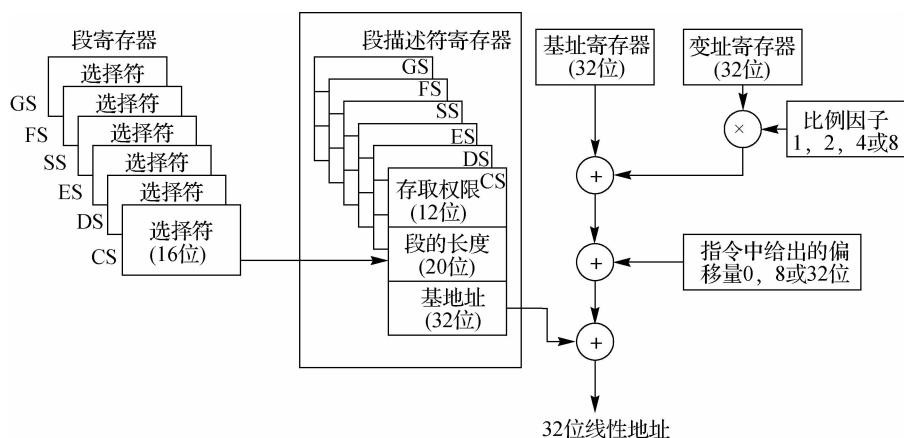 段寄存器
选择符
GS
选择符
FS
选择符
SS
选择符
ES
选择符
DS
选择符
(16位)
CS
段描述符寄存器
GS
FS
SS
ES
DS
CS
存取权限
(12位)
段的长度
(20位)
基地址
(32位)
基址寄存器
(32位)
变址寄存器
(32位)
×
比例因子
1，2，4或8
+
+
指令中给出的偏
移量0，8或32位
+
32位线性地址